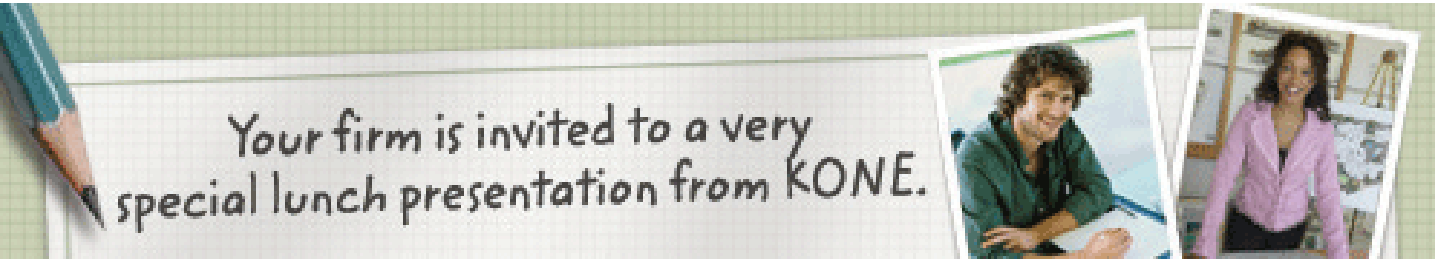 Your firm is invited to a very
special lunch presentation from KONE.